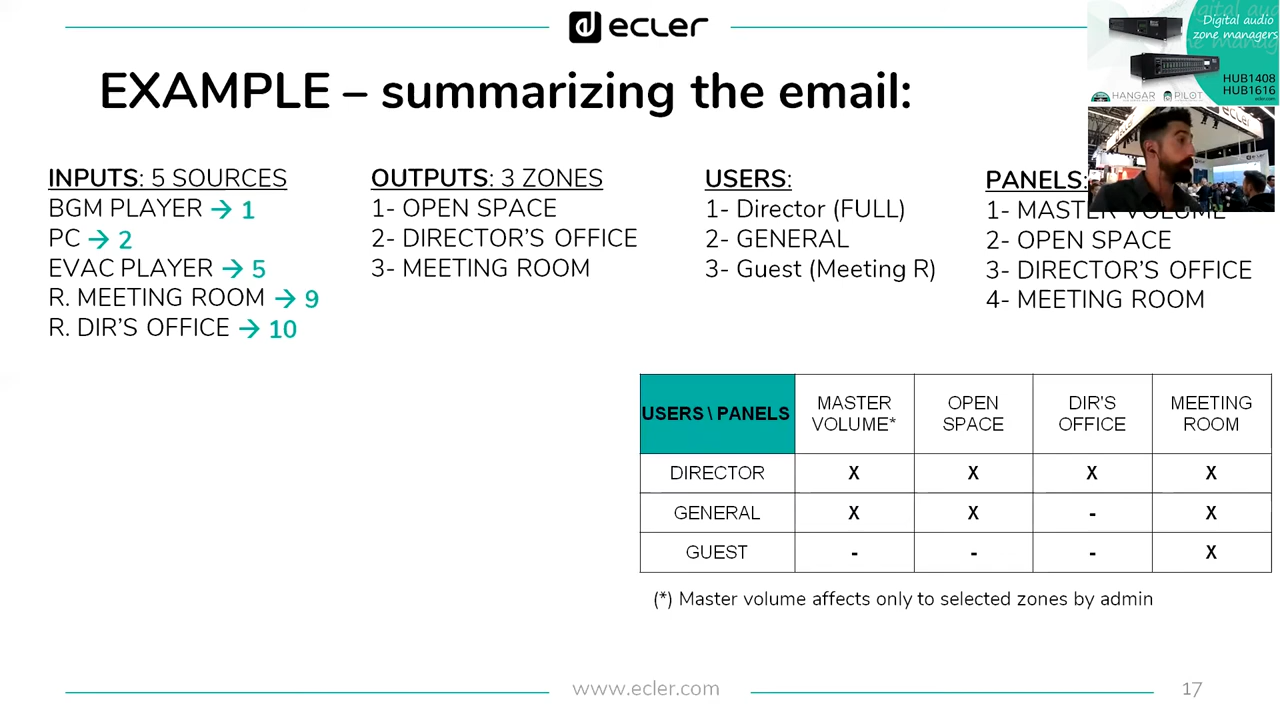 ecler
Digital audio
zone managers
HUB1408
HUB1616
ecler.com
HANGAR
PILOT
EXAMPLE – summarizing the email:
INPUTS: 5 SOURCES
BGM PLAYER → 1
PC → 2
EVAC PLAYER → 5
R. MEETING ROOM → 9
R. DIR'S OFFICE → 10
OUTPUTS: 3 ZONES
1- OPEN SPACE
2- DIRECTOR'S OFFICE
3- MEETING ROOM
USERS:
1- Director (FULL)
2- GENERAL
3- Guest (Meeting R)
PANELS:
1- MASTER VOLUME
2- OPEN SPACE
3- DIRECTOR'S OFFICE
4- MEETING ROOM
USERS \ PANELS MASTER VOLUME* OPEN SPACE DIR'S OFFICE MEETING ROOM
DIRECTOR X X X X
GENERAL X X - X
GUEST - - - X
(*) Master volume affects only to selected zones by admin
www.ecler.com
17